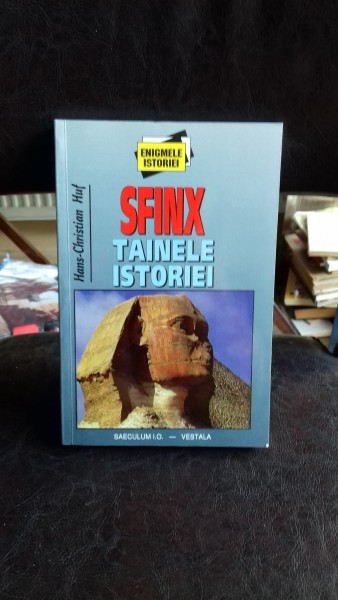 ENIGMELE
ISTORIEI
Hans-Christian Huf
SFINX
TAINELE
ISTORIEI
SAECULUM I.O. — VESTALA